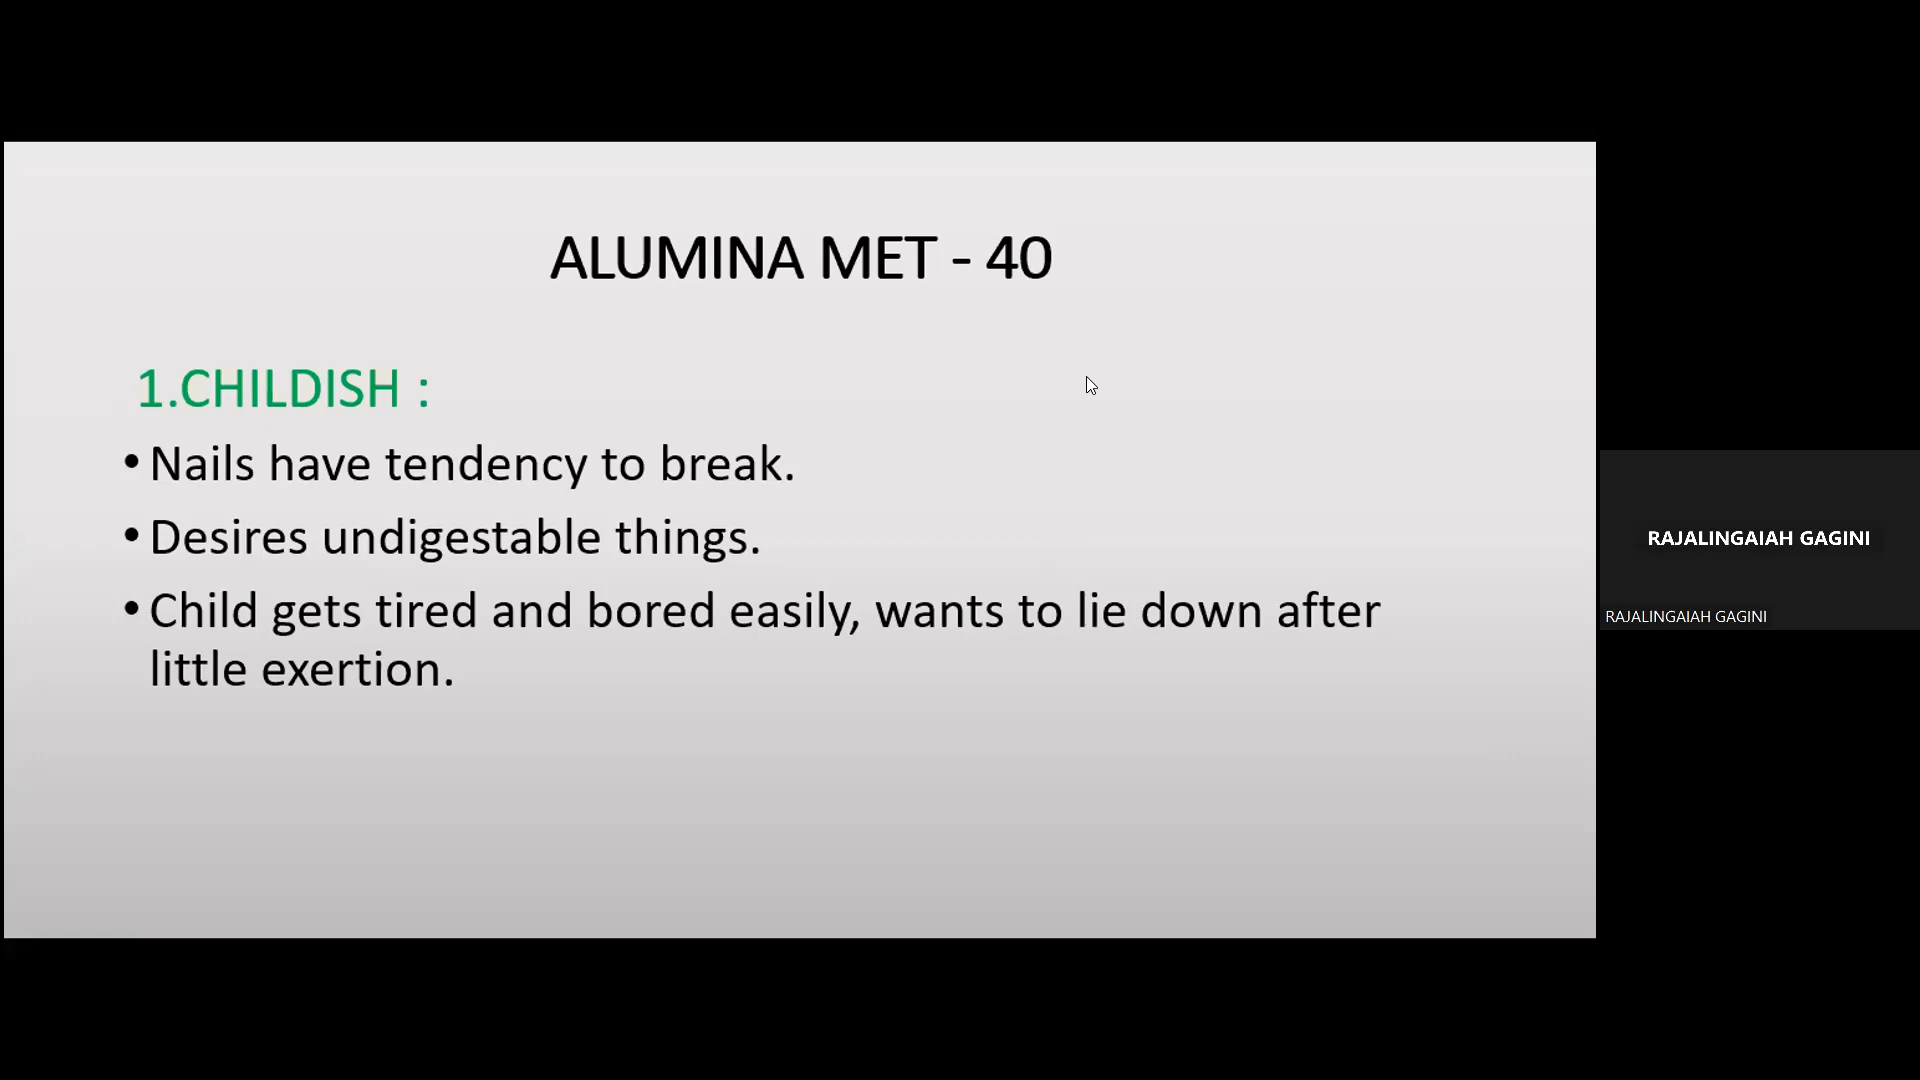 ALUMINA MET - 40
1.CHILDISH :
• Nails have tendency to break.
• Desires undigestable things.
• Child gets tired and bored easily, wants to lie down after
little exertion.
RAJALINGAIAH GAGINI
RAJALINGAIAH GAGINI